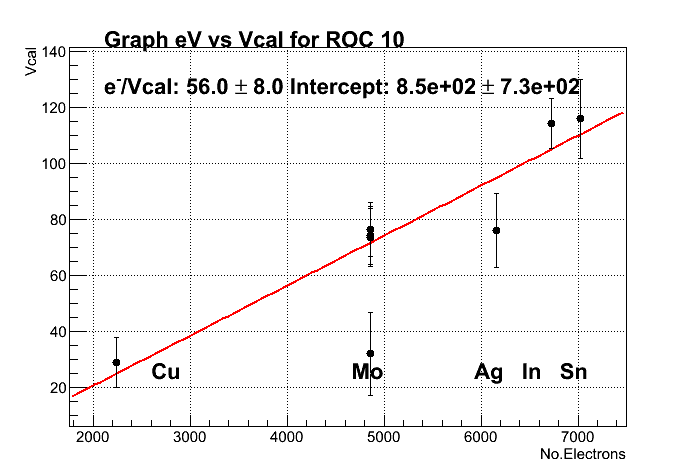 Graph eV vs Vcal for ROC 10
Vcal
e-/Vcal: 56.0 ± 8.0 Intercept: 8.5e+02 ± 7.3e+02
140
120
100
80
60
40
20
Cu Mo Ag In Sn
2000 3000 4000 5000 6000 7000
No.Electrons